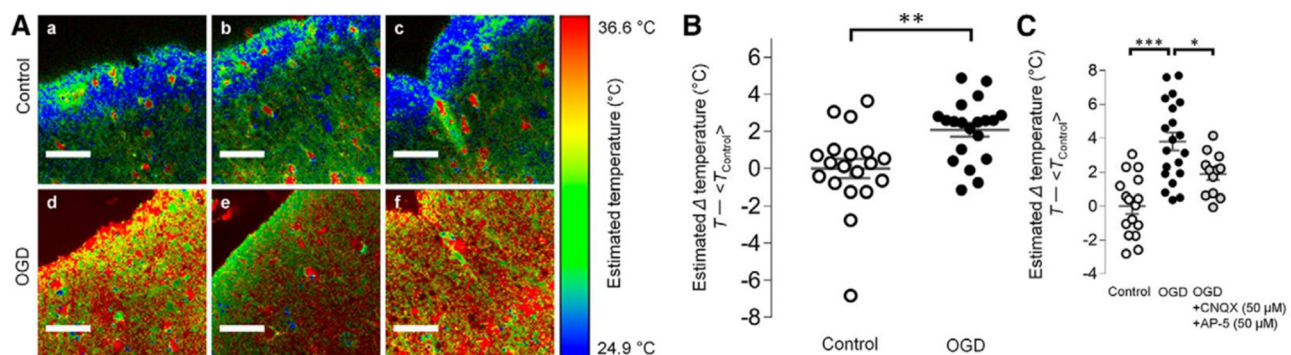 A
a
b
c
Control
d
e
f
OGD
36.6 °C
Estimated temperature (°C)
24.9 °C
B
**
Estimated Δ temperature (°C)
T — <TControl>
6
4
2
0
-2
-4
-6
-8
Control
OGD
C
***
*
Estimated Δ temperature (°C)
T — <TControl>
8
6
4
2
0
-2
-4
Control
OGD
OGD
+CNQX (50 μM)
+AP-5 (50 μM)